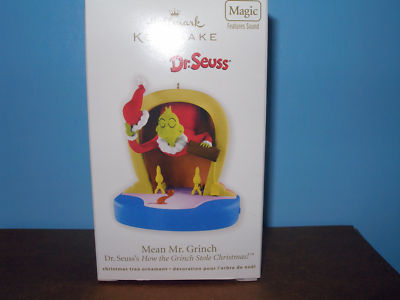 Hallmark
KEEPSAKE
Magic
Features Sound
Dr. Seuss
Mean Mr. Grinch
Dr. Seuss's How the Grinch Stole Christmas!™
christmas tree ornament • décoration pour l'arbre de noël